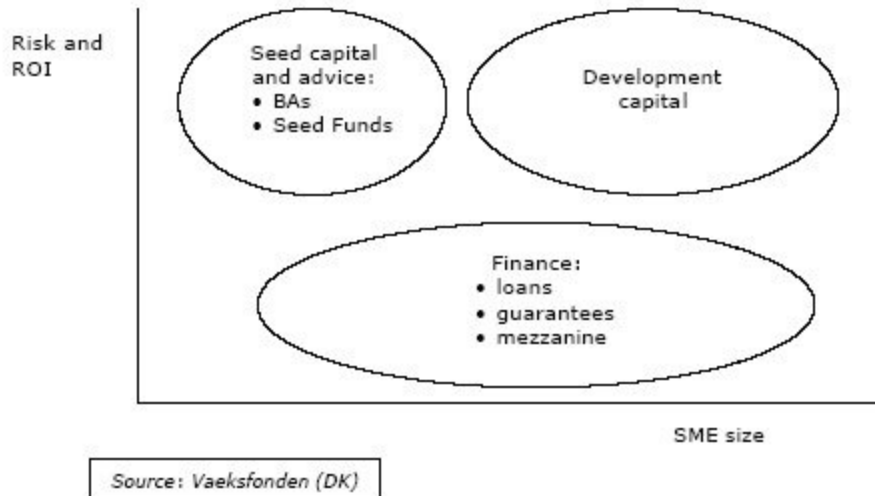 Risk and
ROI
Seed capital
and advice:
• BAs
• Seed Funds
Development
capital
Finance:
• loans
• guarantees
• mezzanine
SME size
Source: Vaeksfonden (DK)